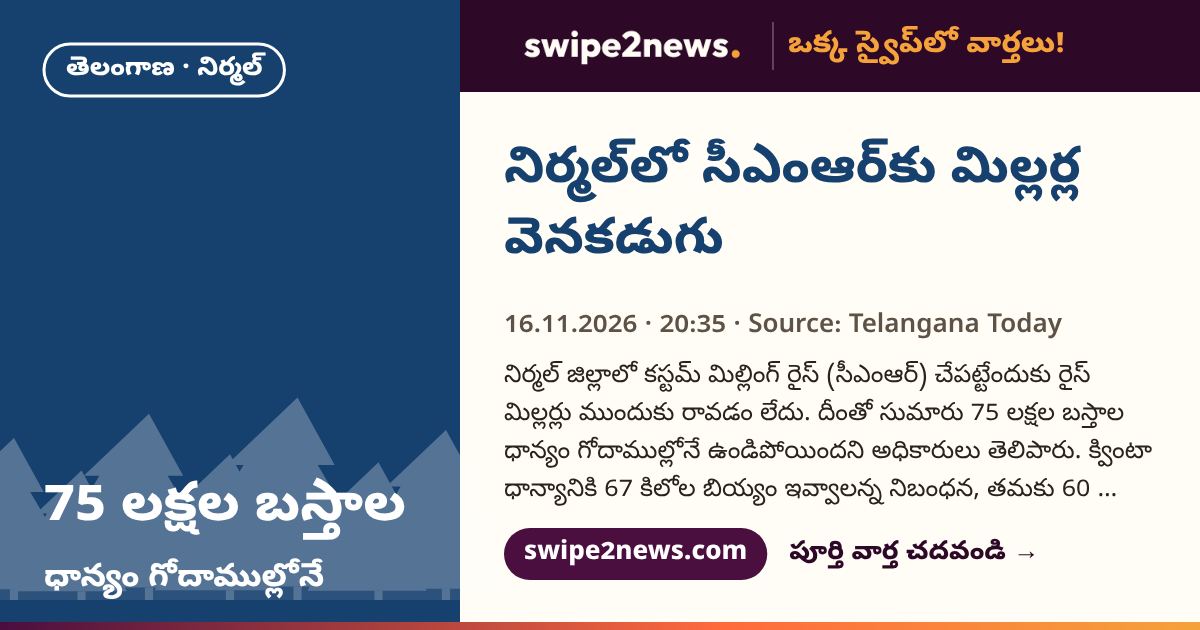 తెలంగాణ · నిర్మల్
75 లక్షల బస్తాల
ధాన్యం గోదాముల్లోనే
swipe2news.
ఒక్క స్వైప్‌లో వార్తలు!
నిర్మల్‌లో సీఎంఆర్‌కు మిల్లర్ల
వెనకడుగు
16.11.2026 · 20:35 · Source: Telangana Today
నిర్మల్ జిల్లాలో కస్టమ్ మిల్లింగ్ రైస్ (సీఎంఆర్) చేపట్టేందుకు రైస్
మిల్లర్లు ముందుకు రావడం లేదు. దీంతో సుమారు 75 లక్షల బస్తాల
ధాన్యం గోదాముల్లోనే ఉండిపోయిందని అధికారులు తెలిపారు. క్వింటా
ధాన్యానికి 67 కిలోల బియ్యం ఇవ్వాలన్న నిబంధన, తమకు 60 ...
swipe2news.com
పూర్తి వార్త చదవండి →